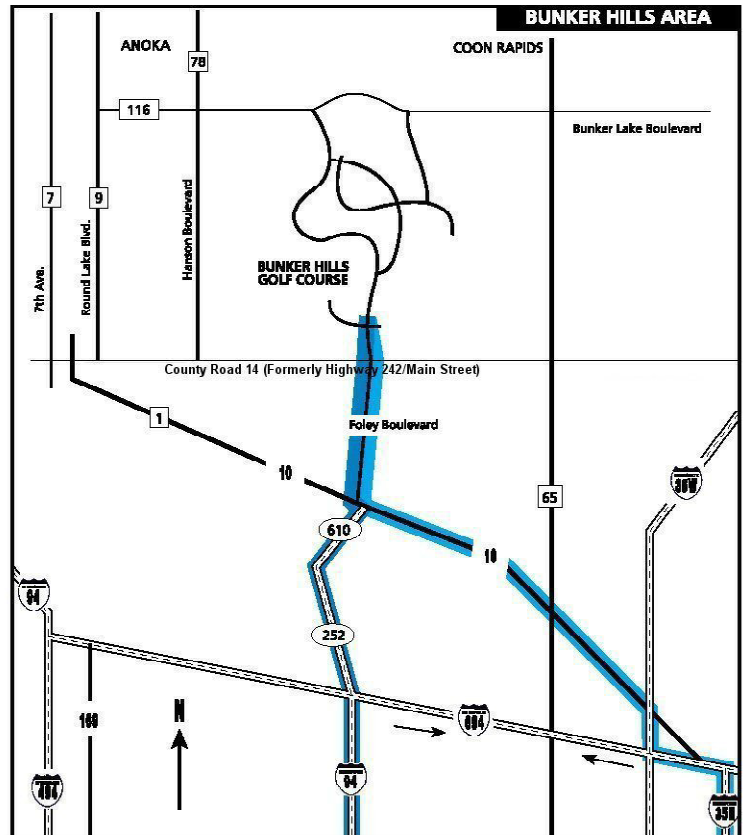 BUNKER HILLS AREA
ANOKA
COON RAPIDS
78
116
Bunker Lake Boulevard
7
9
7th Ave.
Round Lake Blvd.
Hanson Boulevard
BUNKER HILLS
GOLF COURSE
County Road 14 (Formerly Highway 242/Main Street)
1
Foley Boulevard
10
35W
65
610
10
94
252
N
169
694
494
94
35E